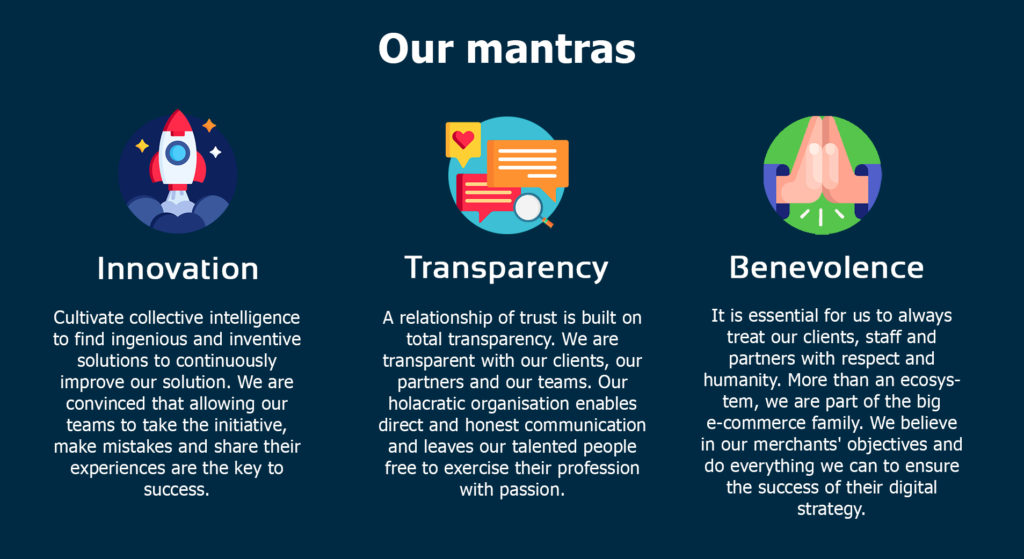 Our mantras
Innovation
Cultivate collective intelligence
to find ingenious and inventive
solutions to continuously
improve our solution. We are
convinced that allowing our
teams to take the initiative,
make mistakes and share their
experiences are the key to
success.
Transparency
A relationship of trust is built on
total transparency. We are
transparent with our clients, our
partners and our teams. Our
holacratic organisation enables
direct and honest communication
and leaves our talented people
free to exercise their profession
with passion.
Benevolence
It is essential for us to always
treat our clients, staff and
partners with respect and
humanity. More than an ecosys-
tem, we are part of the big
e-commerce family. We believe
in our merchants' objectives and
do everything we can to ensure
the success of their digital
strategy.